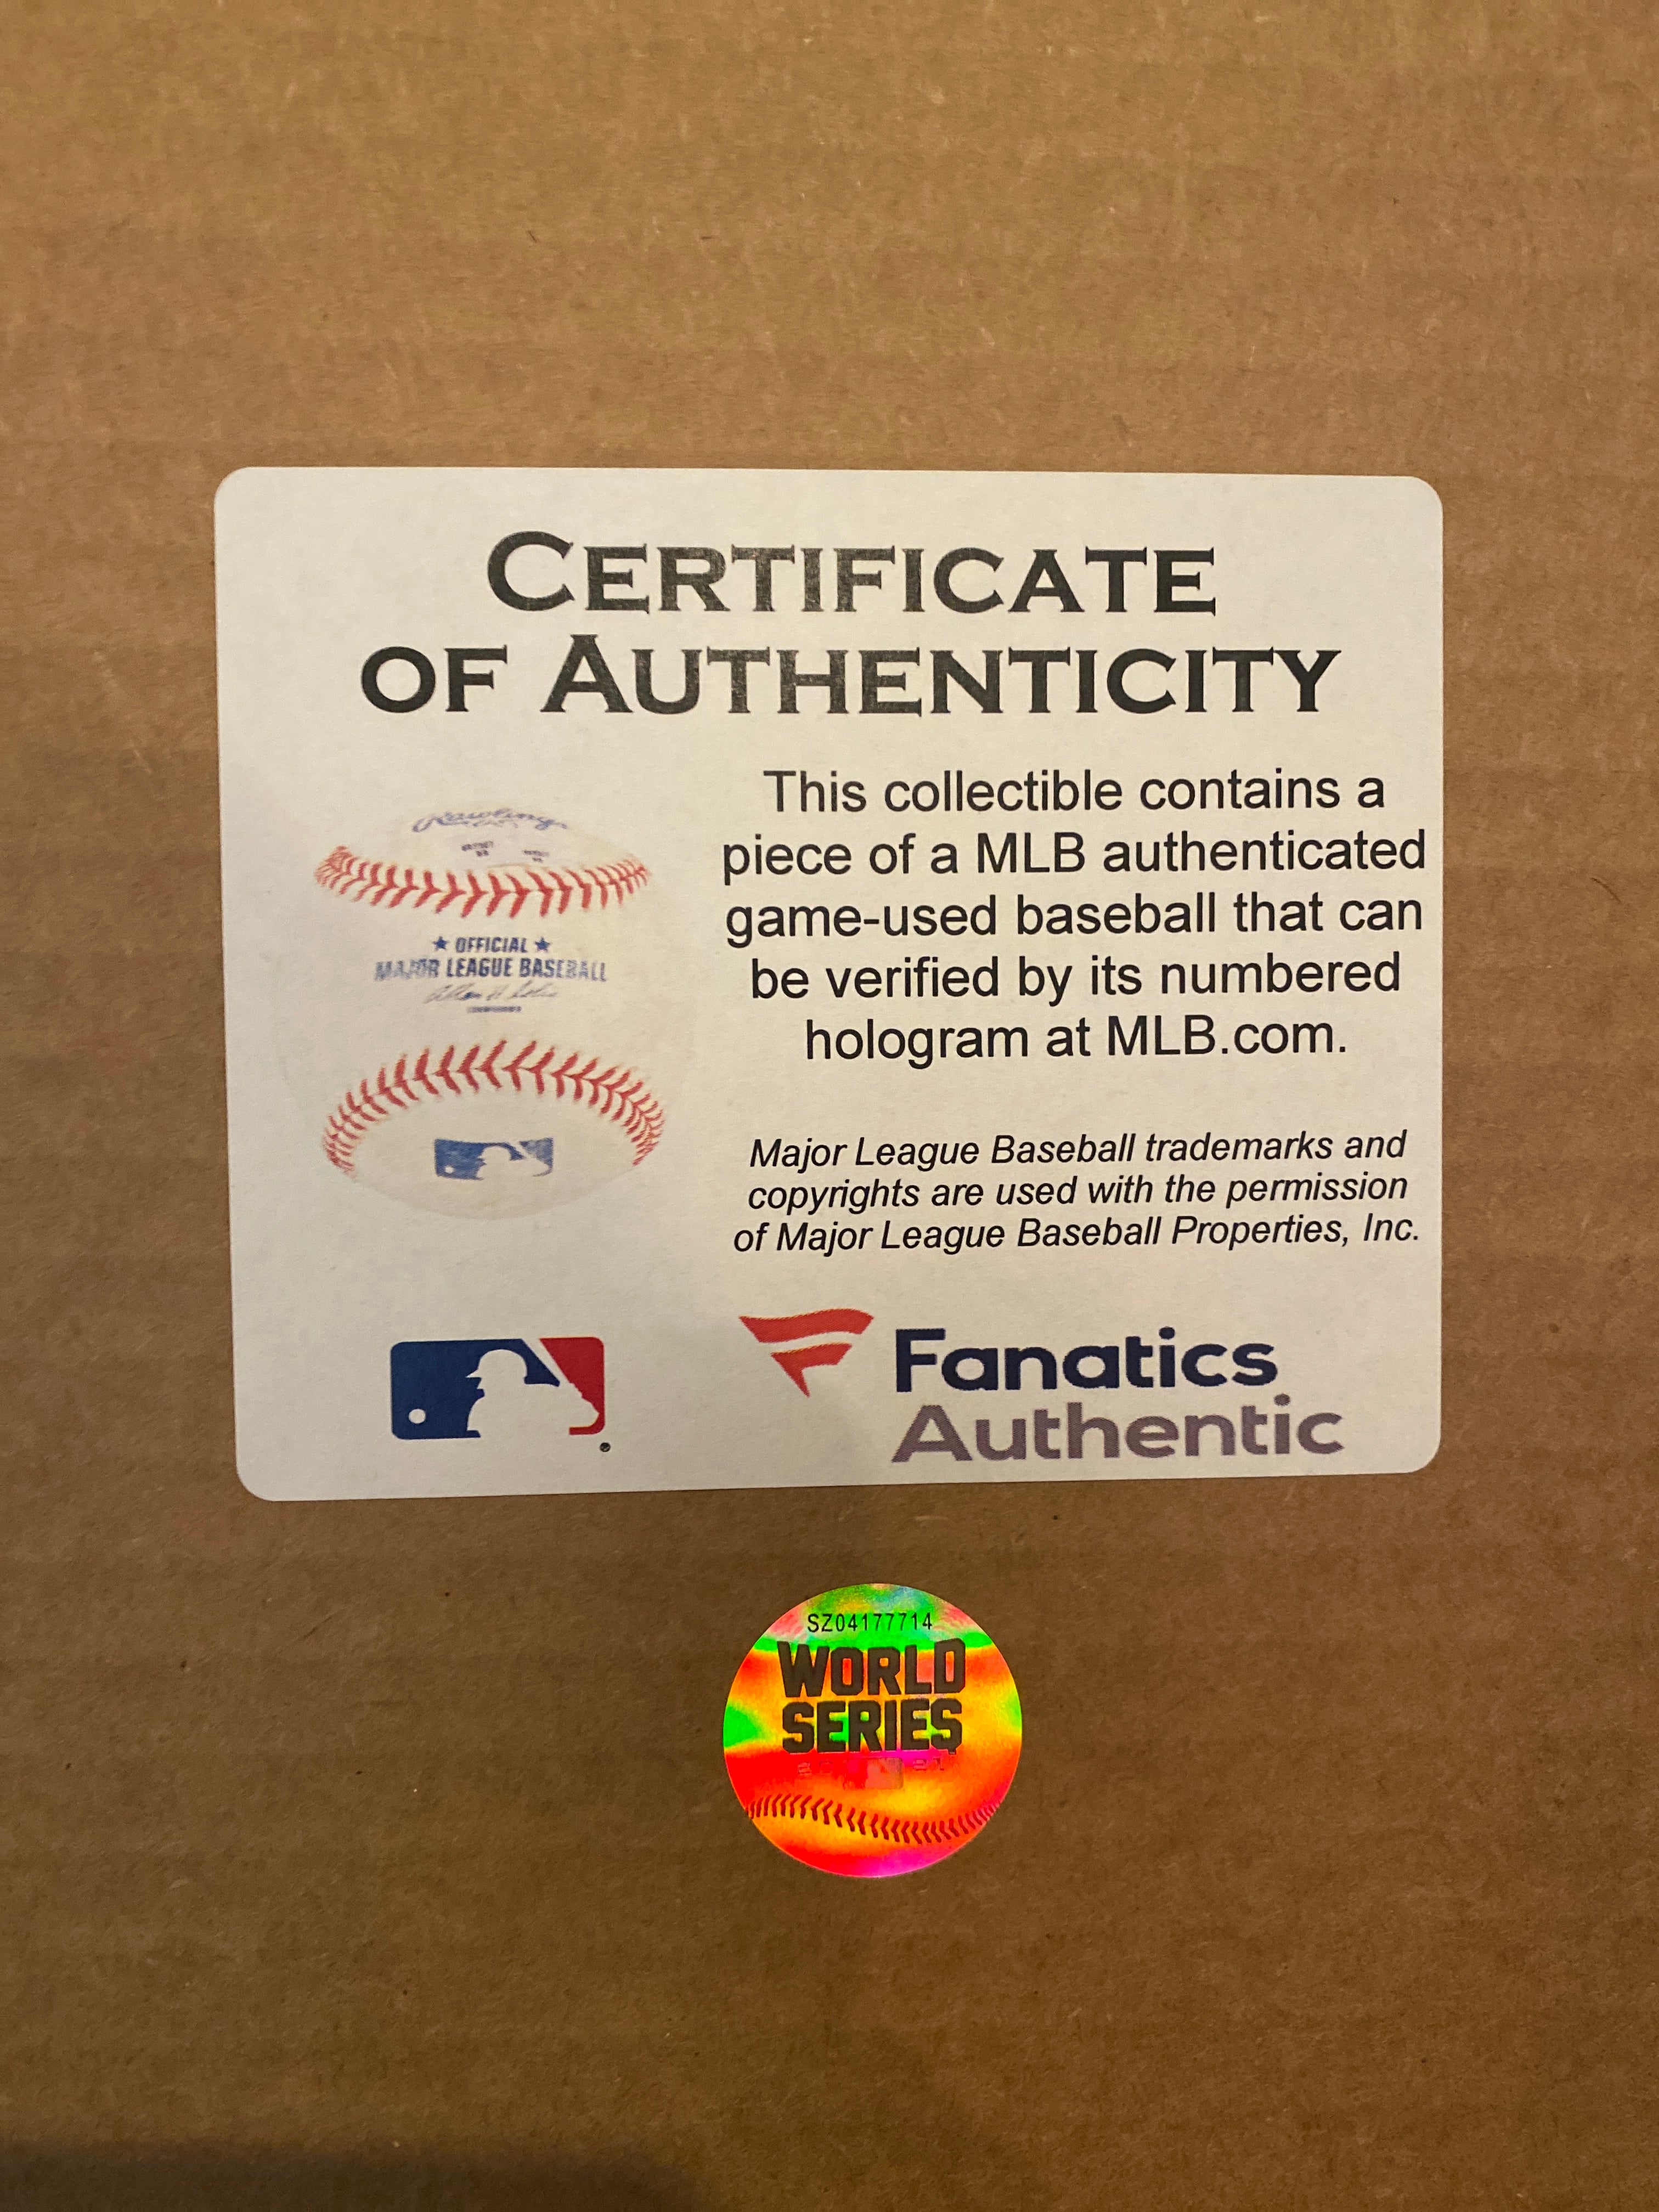 CERTIFICATE
OF AUTHENTICITY
Rawlings
★ OFFICIAL ★
MAJOR LEAGUE BASEBALL
This collectible contains a
piece of a MLB authenticated
game-used baseball that can
be verified by its numbered
hologram at MLB.com.
Major League Baseball trademarks and
copyrights are used with the permission
of Major League Baseball Properties, Inc.
®
Fanatics
Authentic
SZ04177714
WORLD
SERIES